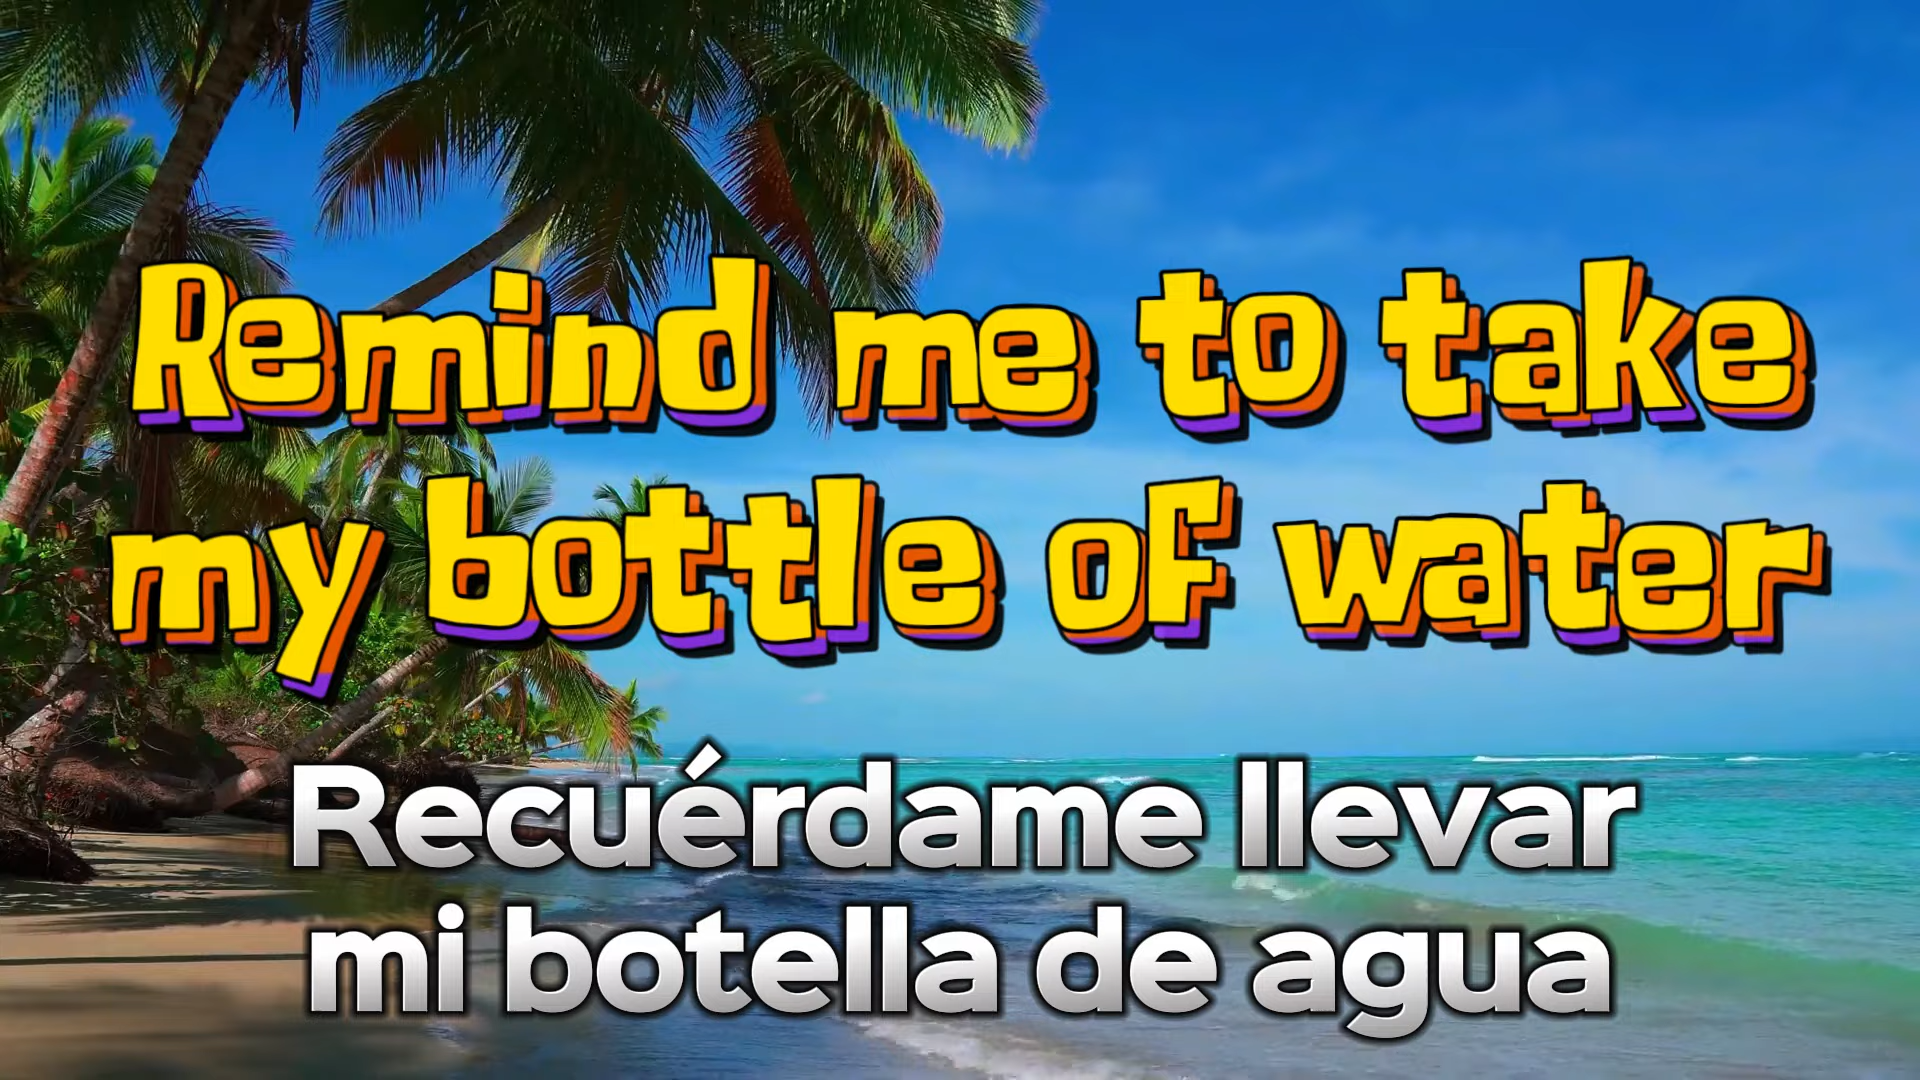 Remind me to take
my bottle of water
Recuérdame llevar
mi botella de agua